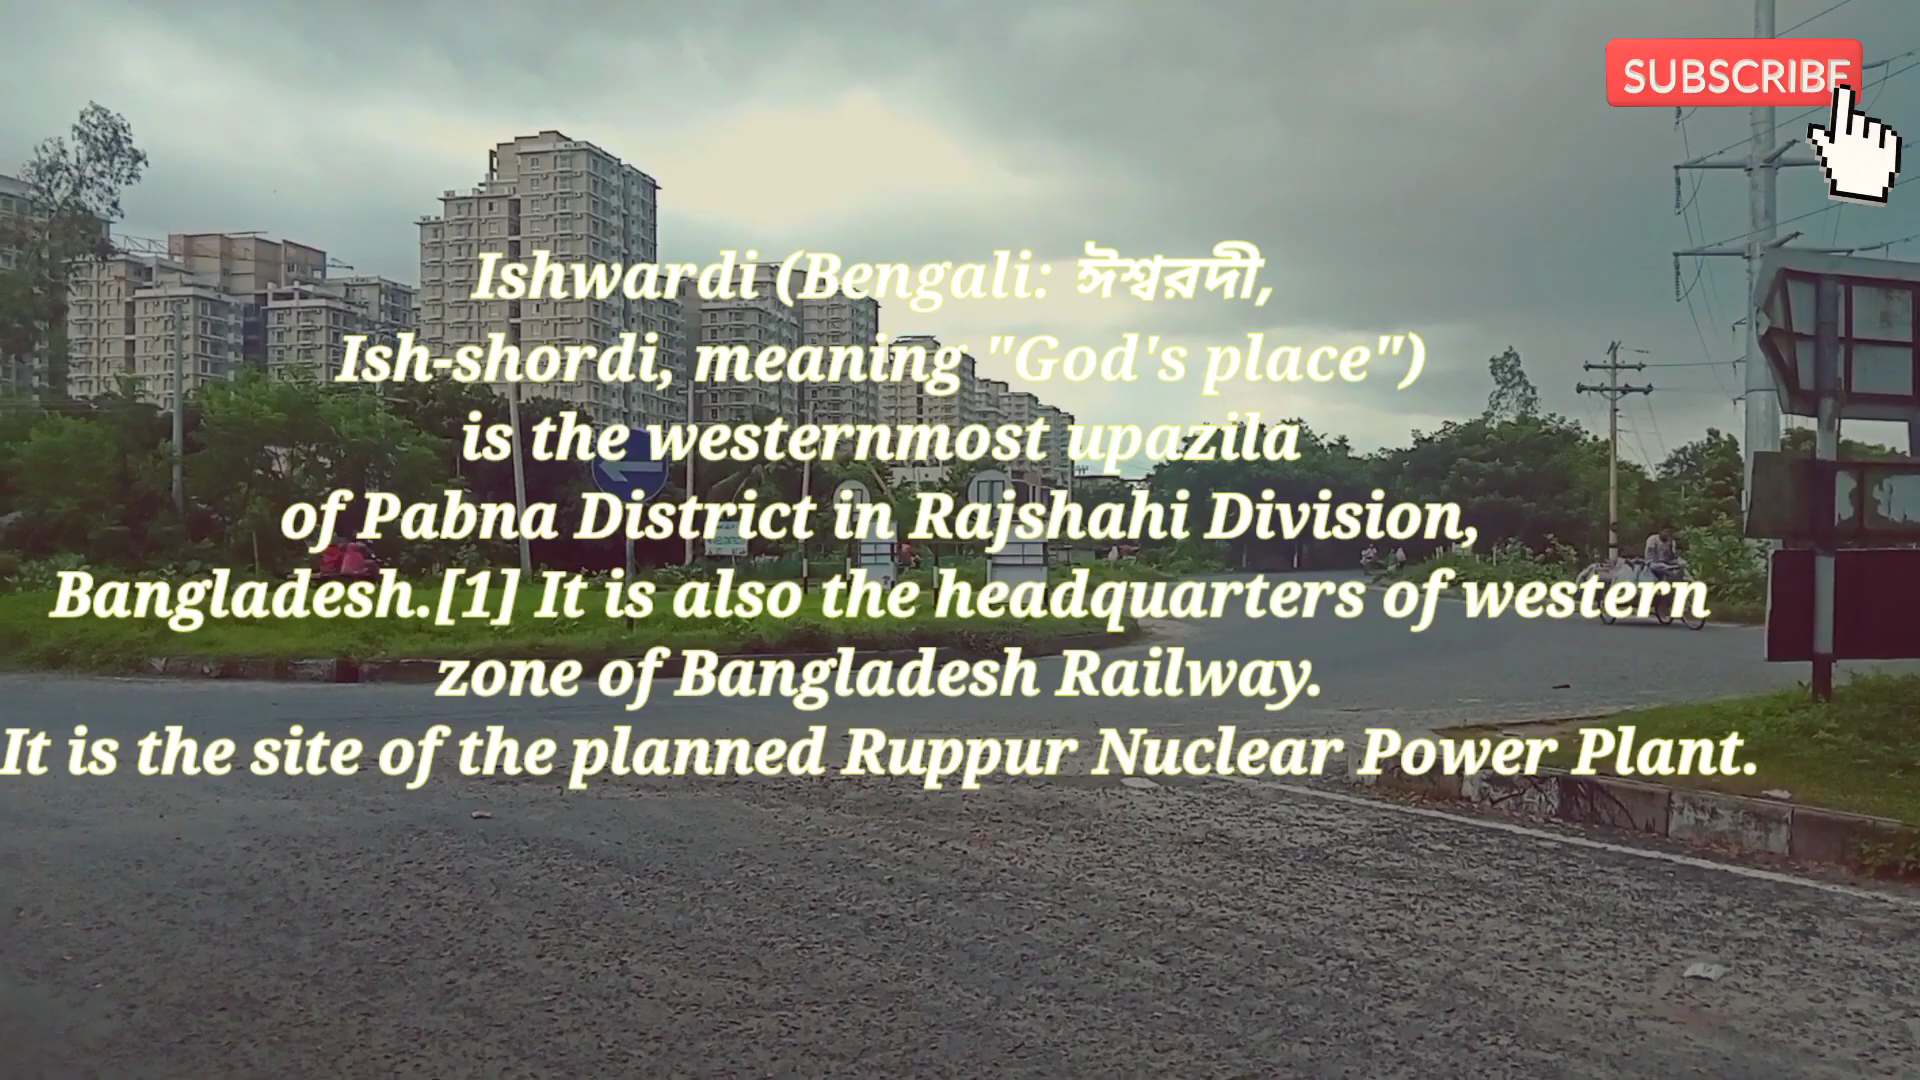 SUBSCRIBE
Ishwardi (Bengali: ঈশ্বরদী,
Ish-shordi, meaning "God's place")
is the westernmost upazila
of Pabna District in Rajshahi Division,
Bangladesh.[1] It is also the headquarters of western
zone of Bangladesh Railway.
It is the site of the planned Ruppur Nuclear Power Plant.